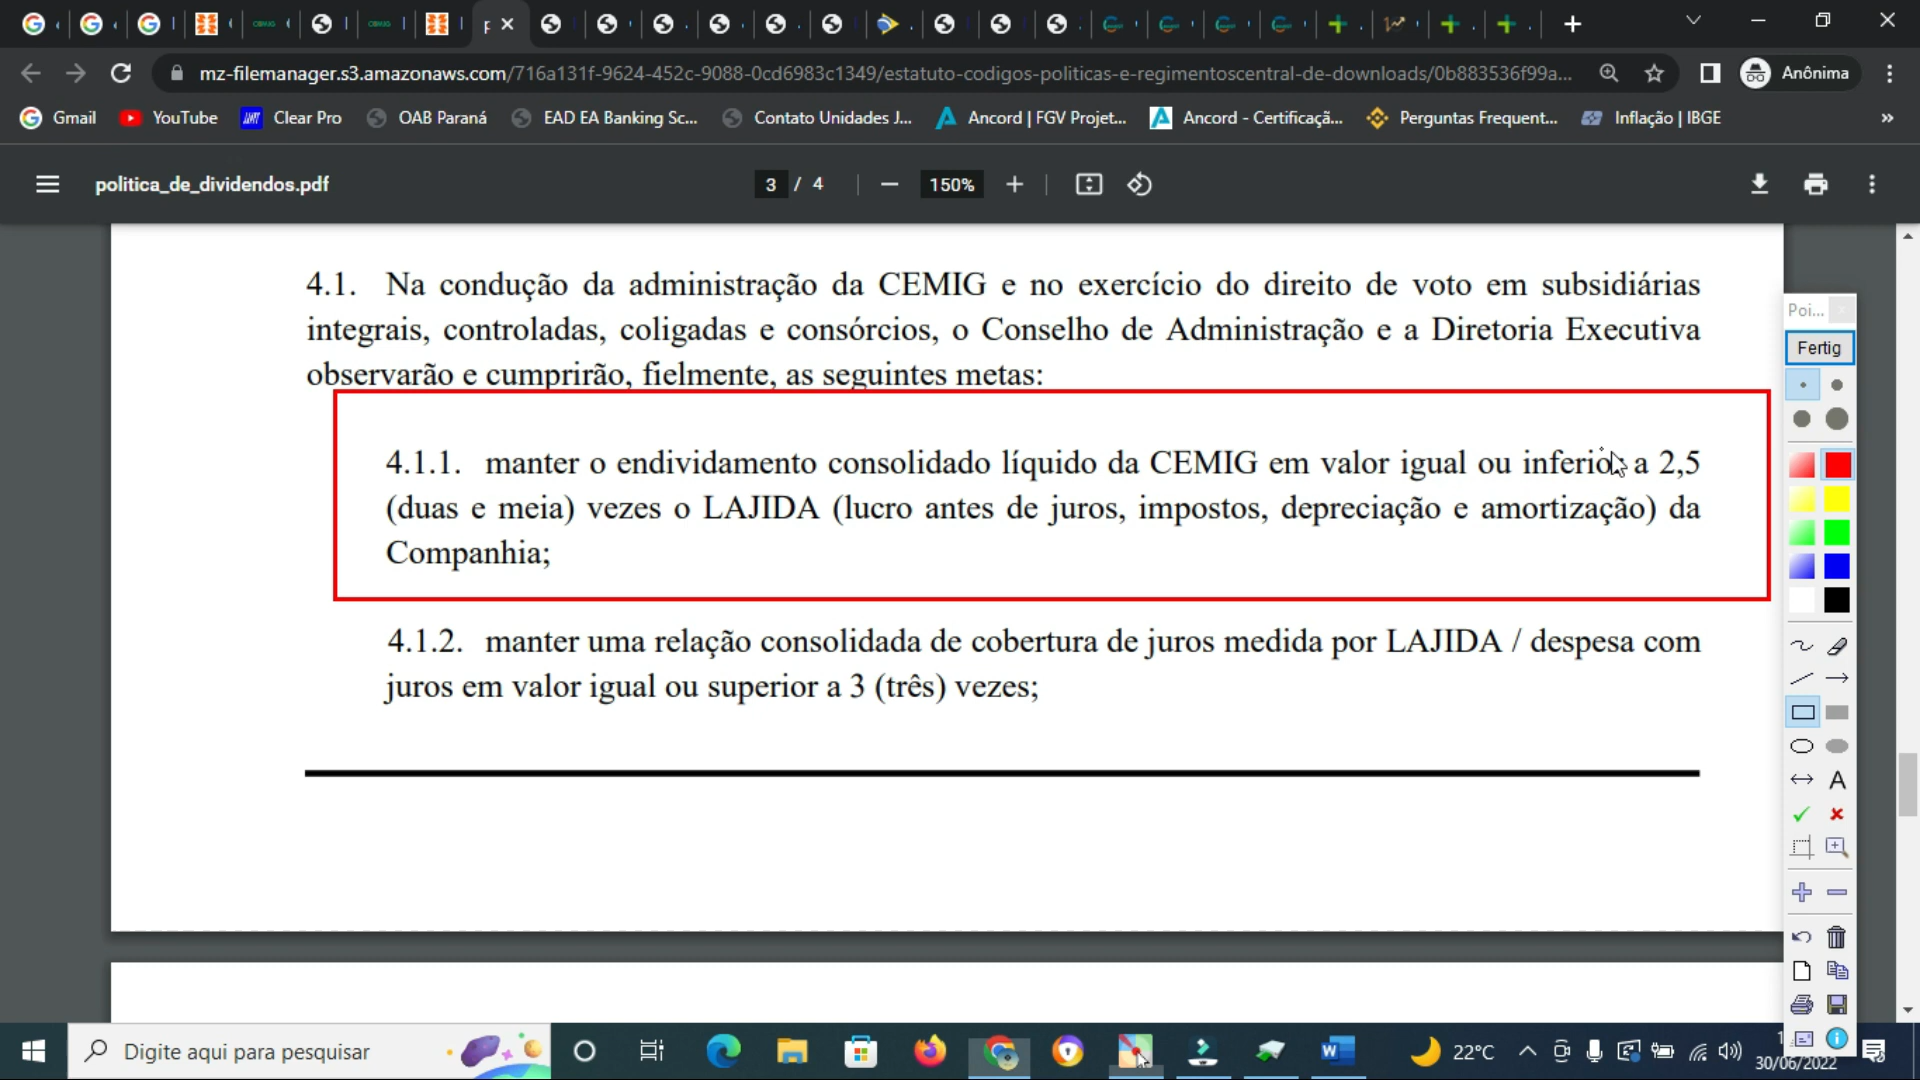 mz-filemanager.s3.amazonaws.com/716a131f-9624-452c-9088-0cd6983c1349/estatuto-codigos-politicas-e-regimentoscentral-de-downloads/0b883536f99a...
Anônima
Gmail YouTube Clear Pro OAB Paraná EAD EA Banking Sc... Contato Unidades J... Ancord | FGV Projet... Ancord - Certificaçã... Perguntas Frequent... Inflação | IBGE »
politica_de_dividendos.pdf 3 / 4 150%
4.1. Na condução da administração da CEMIG e no exercício do direito de voto em subsidiárias
integrais, controladas, coligadas e consórcios, o Conselho de Administração e a Diretoria Executiva
observarão e cumprirão, fielmente, as seguintes metas:
4.1.1. manter o endividamento consolidado líquido da CEMIG em valor igual ou inferior a 2,5
(duas e meia) vezes o LAJIDA (lucro antes de juros, impostos, depreciação e amortização) da
Companhia;
4.1.2. manter uma relação consolidada de cobertura de juros medida por LAJIDA / despesa com
juros em valor igual ou superior a 3 (três) vezes;
Poi...
Fertig
A
Digite aqui para pesquisar
22°C
30/06/2022